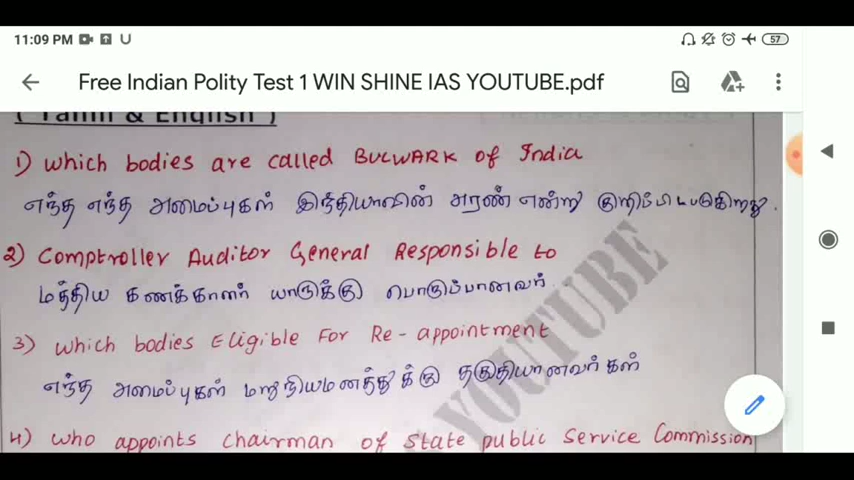 11:09 PM
57
Free Indian Polity Test 1 WIN SHINE IAS YOUTUBE.pdf
( Tamil & English )
1) which bodies are called BULWARK of India
எந்த எந்த அமைப்புகள் இந்தியாவின் அரண் என்று குறிப்பிடபடுகிறது.
2) Comptroller Auditor General Responsible to
மத்திய கணக்காளர் யாருக்கு பொறுப்பானவர்.
3) which bodies Eligible For Re-appointment
எந்த அமைப்புகள் மறுநியமனத்துக்கு தகுதியானவர்கள்
4) who appoints chairman of State public Service Commission
YOUTUBE